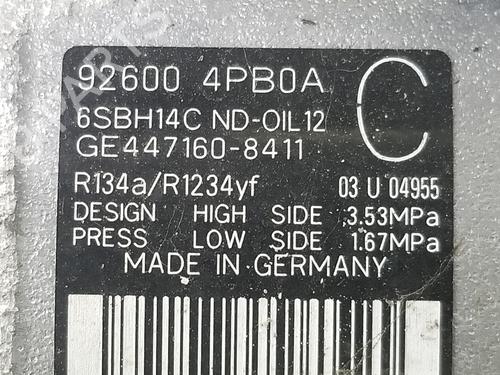 92600 4PB0A C
6SBH14C ND-OIL12
GE447160-8411
R134a/R1234yf 03 U 04955
DESIGN HIGH SIDE 3.53MPa
PRESS LOW SIDE 1.67MPa
MADE IN GERMANY